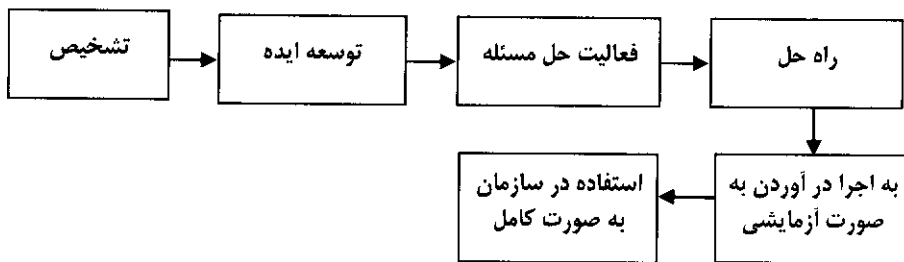 تشخیص
توسعه ایده
فعالیت حل مسئله
راه حل
به اجرا در آوردن به
صورت آزمایشی
استفاده در سازمان
به صورت کامل